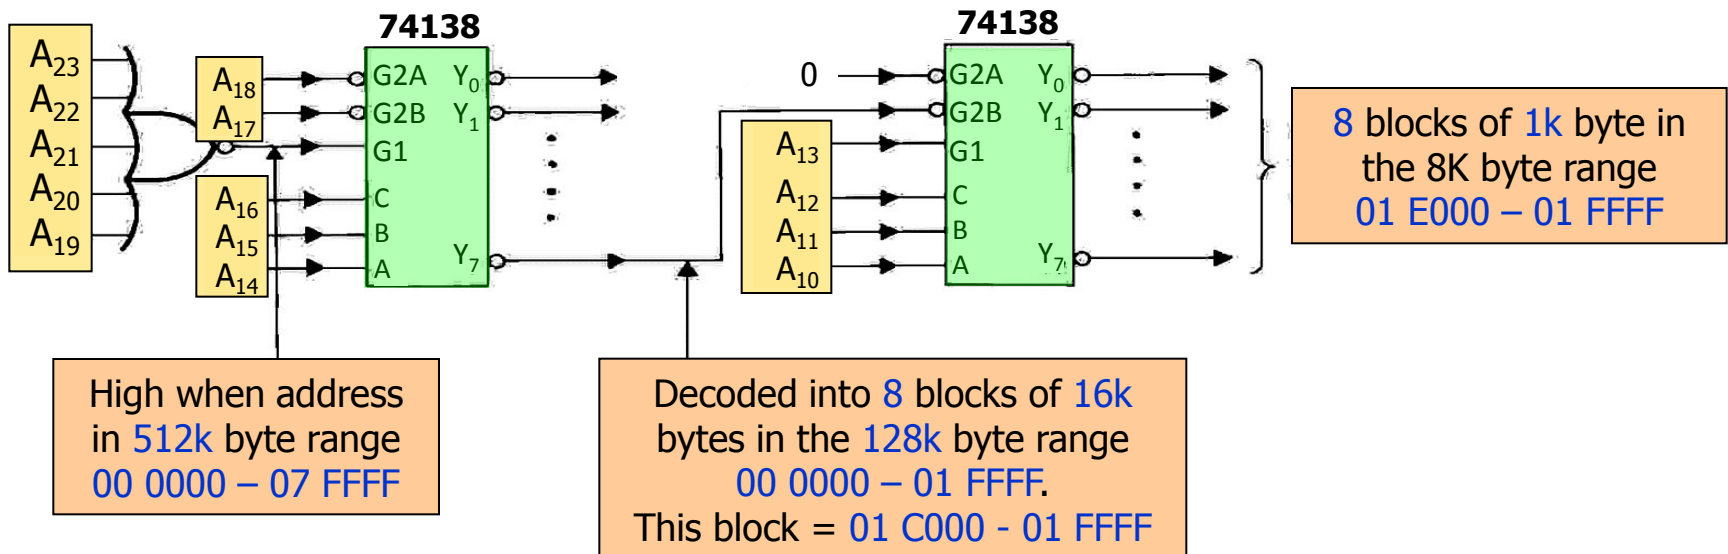 74138
74138
A23
A22
A21
A20
A19
A18
A17
A16
A15
A14
G2A Y0
G2B Y1
G1
C
B
A Y7
0
A13
A12
A11
A10
G2A Y0
G2B Y1
G1
C
B
A Y7
8 blocks of 1k byte in
the 8K byte range
01 E000 – 01 FFFF
High when address
in 512k byte range
00 0000 – 07 FFFF
Decoded into 8 blocks of 16k
bytes in the 128k byte range
00 0000 – 01 FFFF.
This block = 01 C000 - 01 FFFF